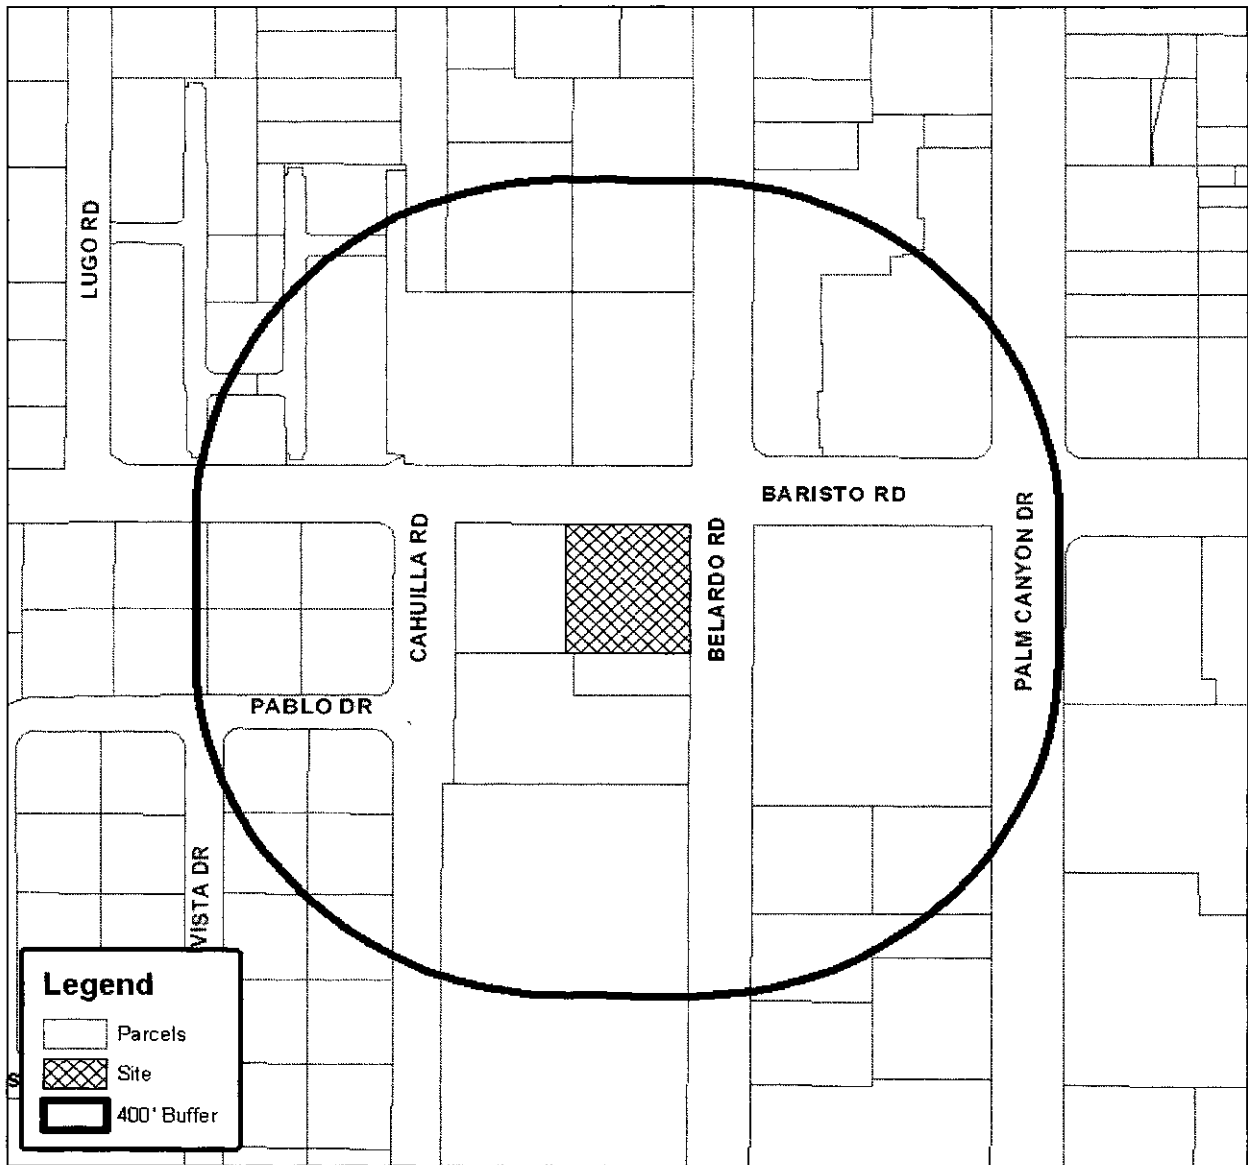 LUGO RD
BARISTO RD
CAHUILLA RD
BELARDO RD
PALM CANYON DR
PABLO DR
VISTA DR
Legend
Parcels
Site
S
400' Buffer